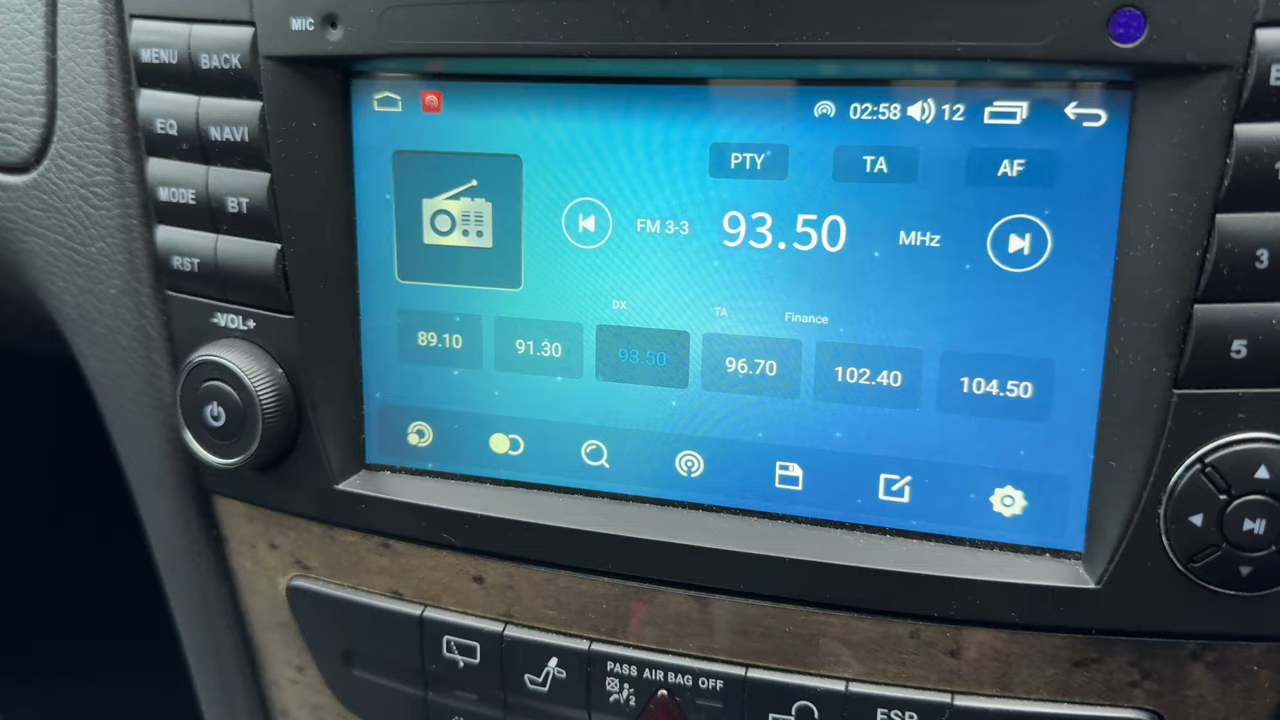 MIC
MENU BACK
EQ NAVI
MODE BT
RST
-VOL+
02:58 12
PTY TA AF
FM 3-3 93.50 MHz
DX TA Finance
89.10 91.30 93.50 96.70 102.40 104.50
3
5
PASS AIR BAG OFF
2
ESP